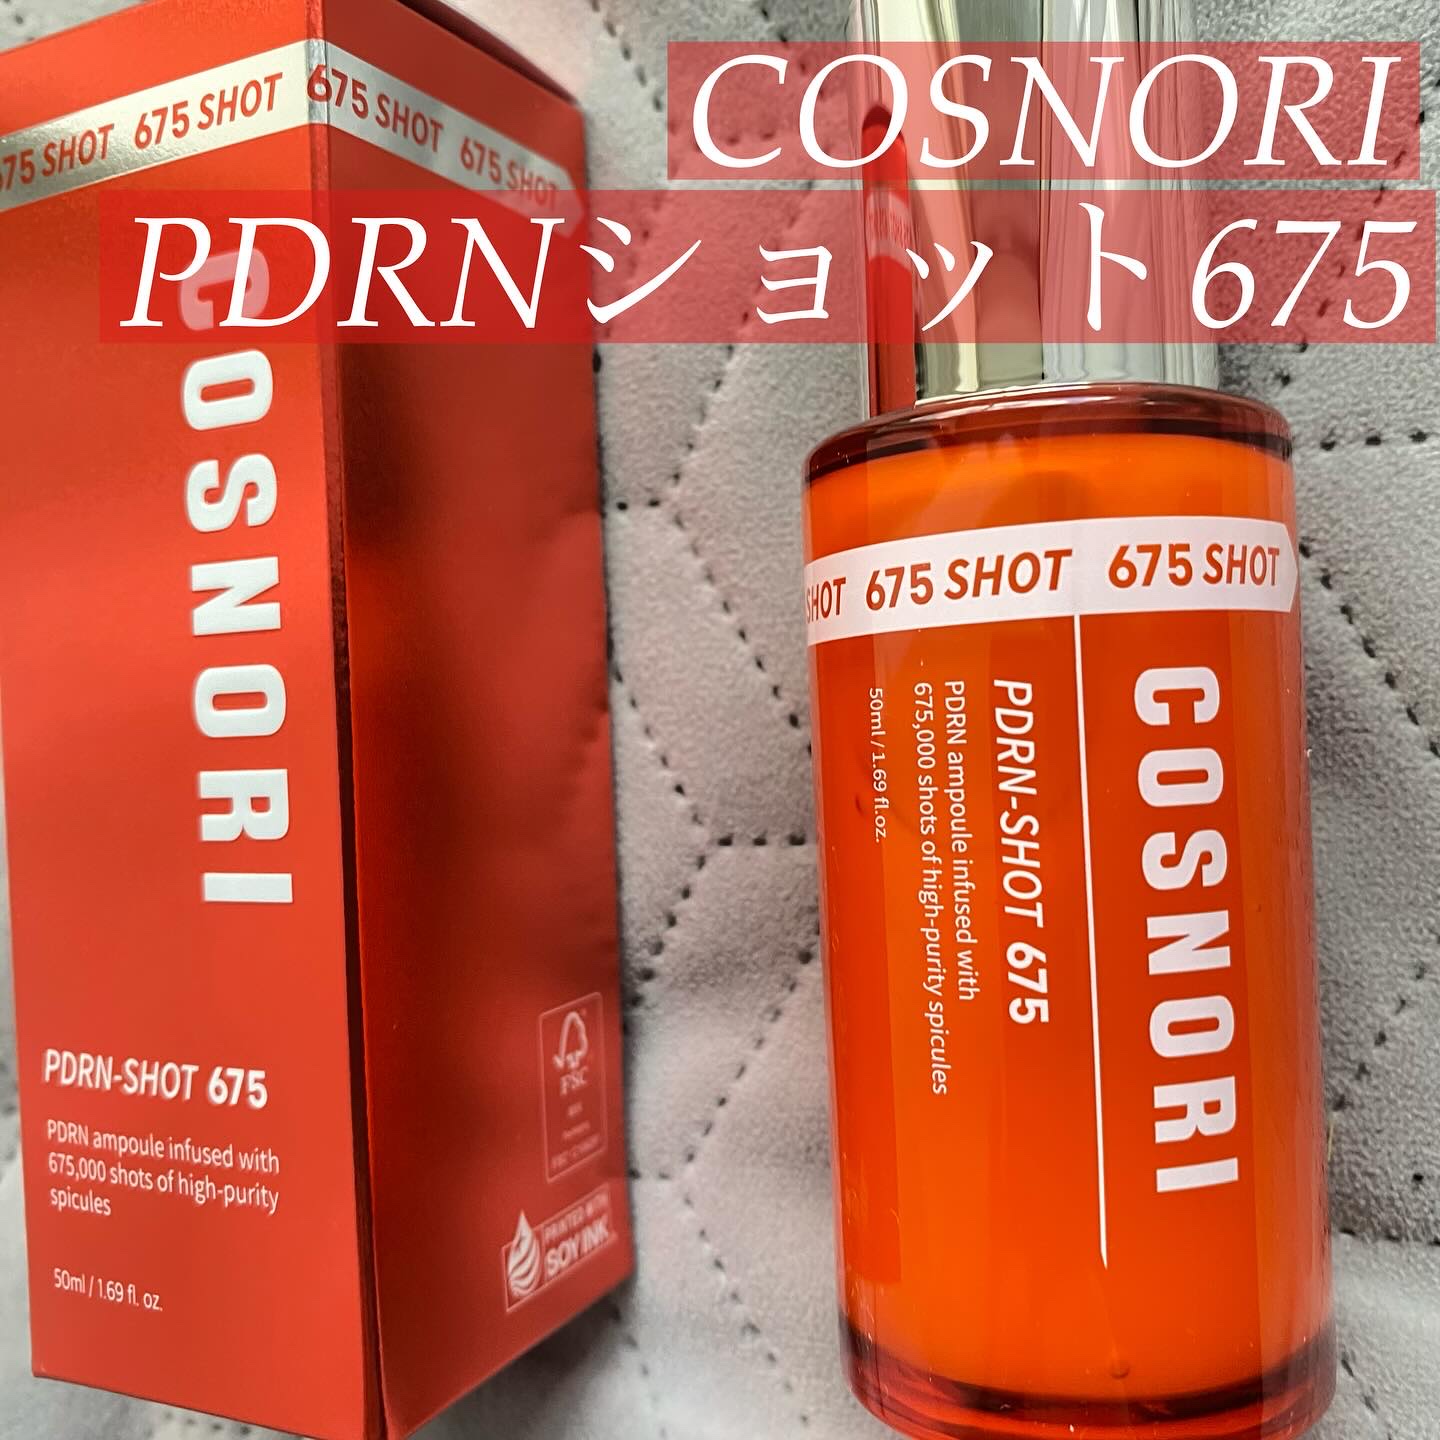 COSNORI
PDRNショット675
675 SHOT 675 SHOT 675 SHOT 675 SHOT
COSNORI
PDRN-SHOT 675
PDRN ampoule infused with
675,000 shots of high-purity
spicules
50ml / 1.69 fl. oz.
FSC
PRINTED WITH
SOY INK
SHOT 675 SHOT 675 SHOT
COSNORI
PDRN-SHOT 675
PDRN ampoule infused with
675,000 shots of high-purity spicules
50ml / 1.69 fl.oz.